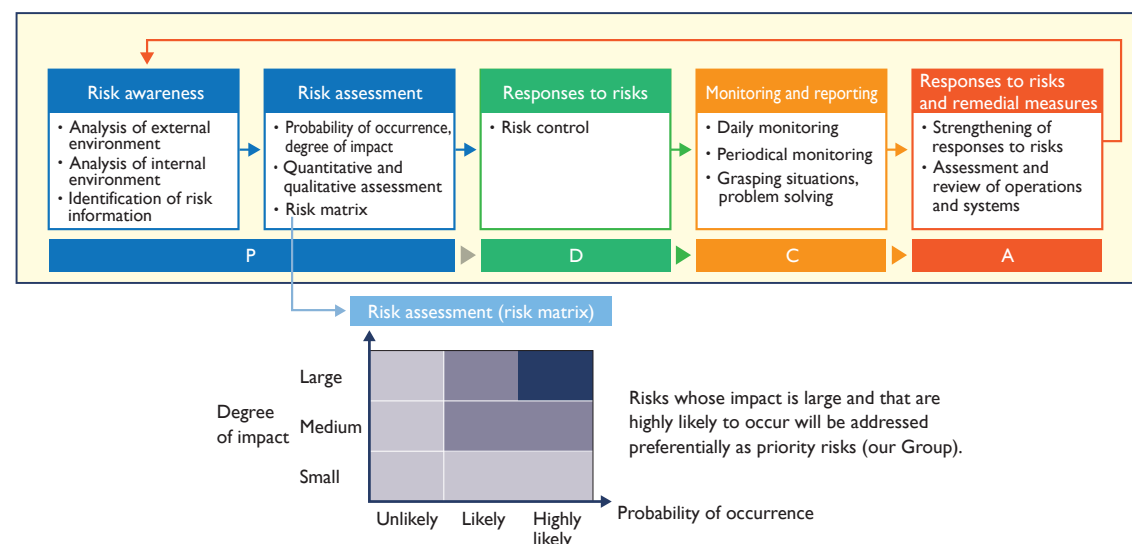 Risk awareness
• Analysis of external
environment
• Analysis of internal
environment
• Identification of risk
information
Risk assessment
• Probability of occurrence,
degree of impact
• Quantitative and
qualitative assessment
• Risk matrix
Responses to risks
• Risk control
Monitoring and reporting
• Daily monitoring
• Periodical monitoring
• Grasping situations,
problem solving
Responses to risks
and remedial measures
• Strengthening of
responses to risks
• Assessment and
review of operations
and systems
P
D
C
A
Risk assessment (risk matrix)
Degree
of impact
Large
Medium
Small
Unlikely
Likely
Highly
likely
Probability of occurrence
Risks whose impact is large and that are
highly likely to occur will be addressed
preferentially as priority risks (our Group).